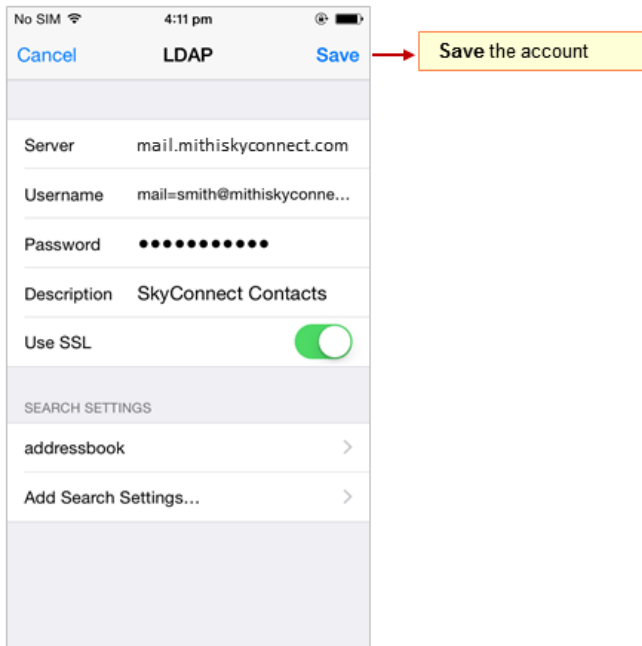 No SIM 4:11 pm
Cancel LDAP Save
Save the account
Server mail.mithiskyconnect.com
Username mail=smith@mithiskyconne...
Password ●●●●●●●●●●●
Description SkyConnect Contacts
Use SSL
SEARCH SETTINGS
addressbook
Add Search Settings...